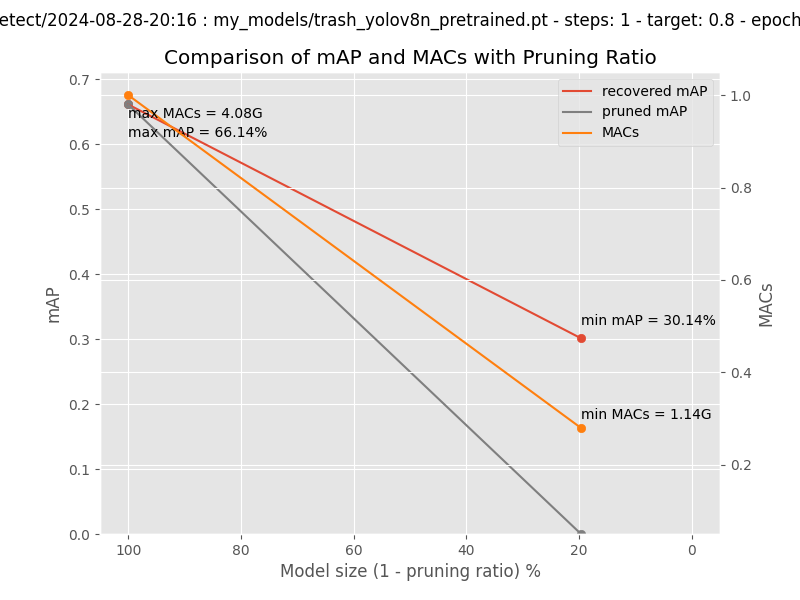 etect/2024-08-28-20:16 : my_models/trash_yolov8n_pretrained.pt - steps: 1 - target: 0.8 - epoch
Comparison of mAP and MACs with Pruning Ratio
recovered mAP
pruned mAP
MACs
max MACs = 4.08G
max mAP = 66.14%
min mAP = 30.14%
min MACs = 1.14G
0.7
0.6
0.5
0.4
0.3
0.2
0.1
0.0
mAP
1.0
0.8
0.6
0.4
0.2
MACs
100 80 60 40 20 0
Model size (1 - pruning ratio) %